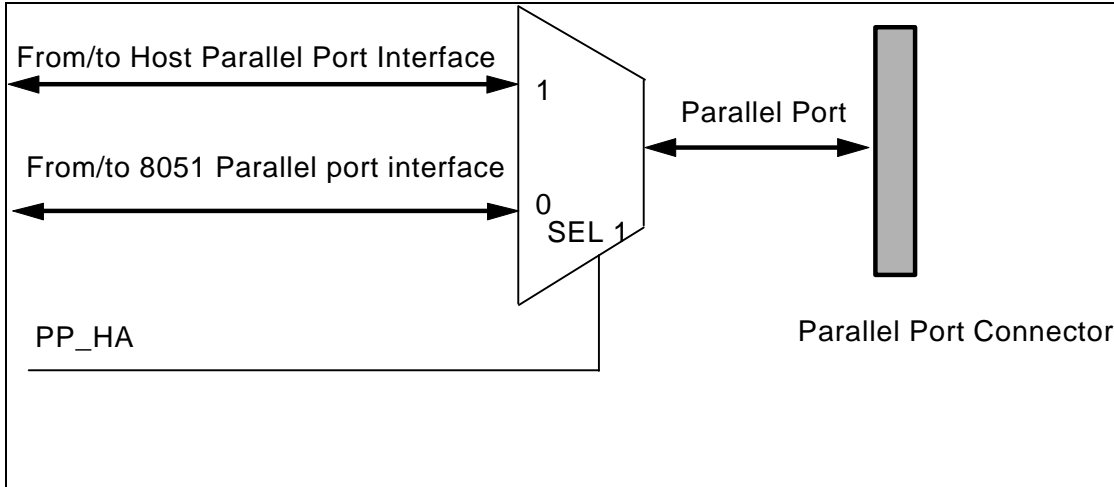 From/to Host Parallel Port Interface
1
Parallel Port
From/to 8051 Parallel port interface
0
SEL 1
PP_HA
Parallel Port Connector